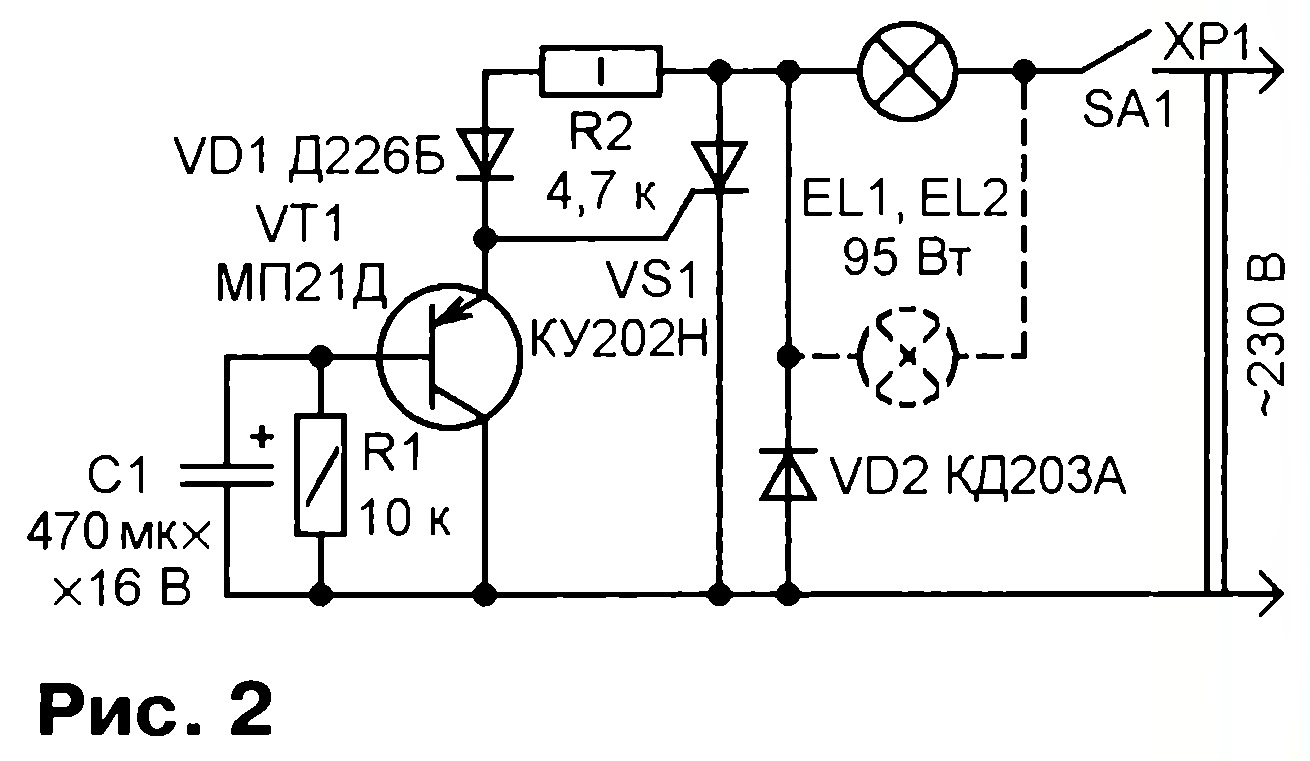 XP1
SA1
R2
4,7 к
VD1 Д226Б
VT1
МП21Д
EL1, EL2
95 Вт
VS1
КУ202Н
~230 В
+
C1
470 мк×
×16 В
R1
10 к
VD2 КД203А
Рис. 2